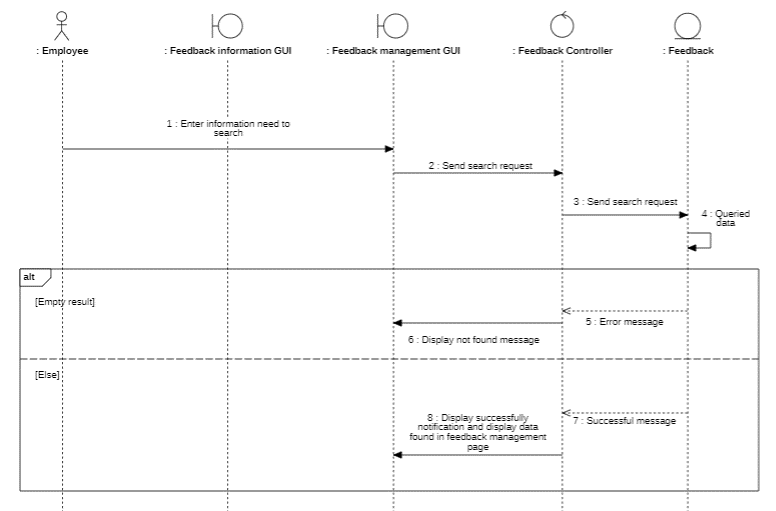 : Employee
: Feedback information GUI
: Feedback management GUI
: Feedback Controller
: Feedback
1 : Enter information need to
search
2 : Send search request
3 : Send search request
4 : Queried
data
alt
[Empty result]
5 : Error message
6 : Display not found message
[Else]
7 : Successful message
8 : Display successfully
notification and display data
found in feedback management
page